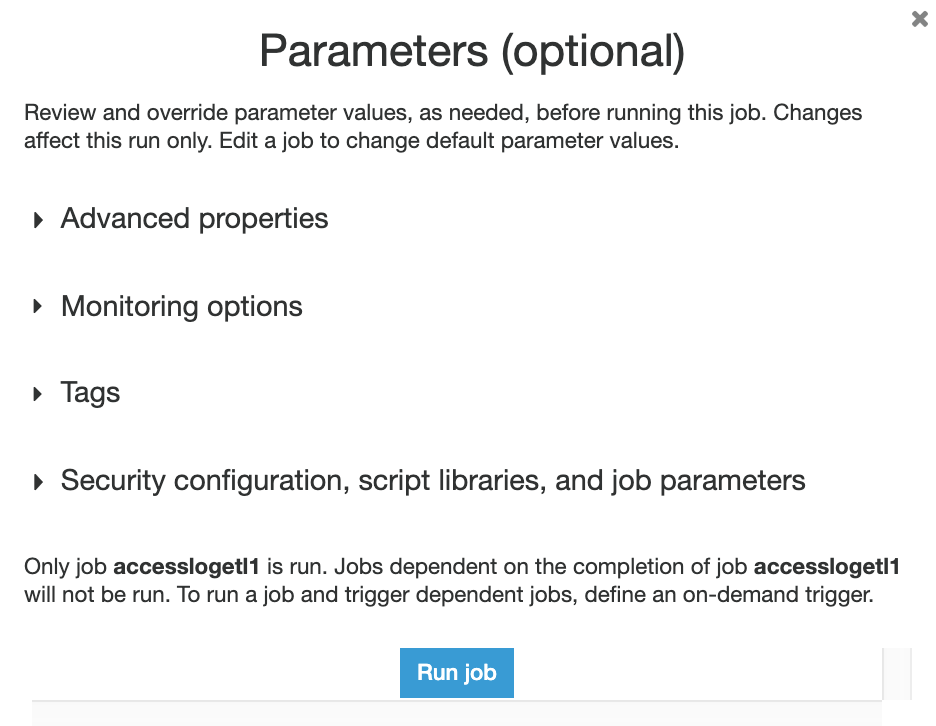 Parameters (optional)
Review and override parameter values, as needed, before running this job. Changes
affect this run only. Edit a job to change default parameter values.
Advanced properties
Monitoring options
Tags
Security configuration, script libraries, and job parameters
Only job accesslogetl1 is run. Jobs dependent on the completion of job accesslogetl1
will not be run. To run a job and trigger dependent jobs, define an on-demand trigger.
Run job